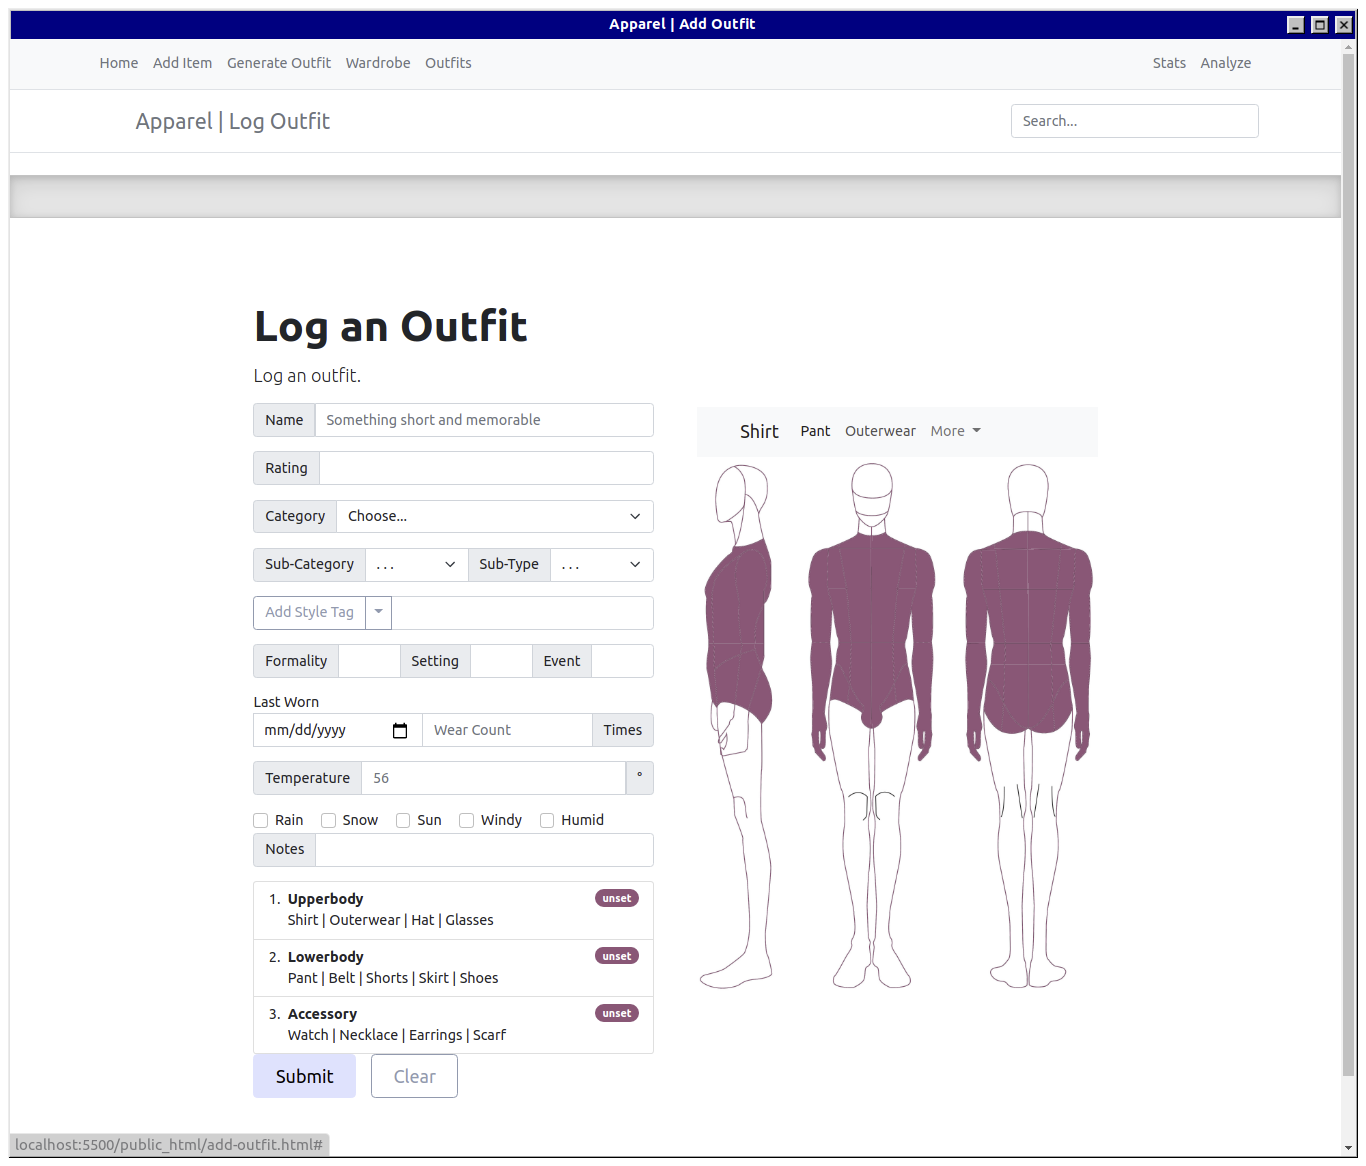 Apparel | Add Outfit
Home Add Item Generate Outfit Wardrobe Outfits Stats Analyze
Apparel | Log Outfit Search...
Log an Outfit
Log an outfit.
Name Something short and memorable
Rating
Category Choose...
Sub-Category ... Sub-Type ...
Add Style Tag
Formality Setting Event
Last Worn
mm/dd/yyyy Wear Count Times
Temperature 56 °
Rain Snow Sun Windy Humid
Notes
1. Upperbody unset
Shirt | Outerwear | Hat | Glasses
2. Lowerbody unset
Pant | Belt | Shorts | Skirt | Shoes
3. Accessory unset
Watch | Necklace | Earrings | Scarf
Submit Clear
Shirt Pant Outerwear More
localhost:5500/public_html/add-outfit.html#